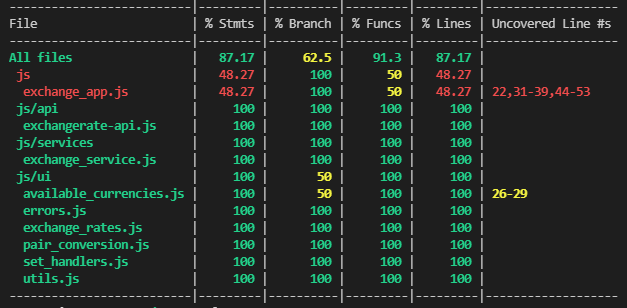 -----------------------------|---------|----------|---------|---------|-------------------
File | % Stmts | % Branch | % Funcs | % Lines | Uncovered Line #s
-----------------------------|---------|----------|---------|---------|-------------------
All files | 87.17 | 62.5 | 91.3 | 87.17 |
js | 48.27 | 100 | 50 | 48.27 |
exchange_app.js | 48.27 | 100 | 50 | 48.27 | 22,31-39,44-53
js/api | 100 | 100 | 100 | 100 |
exchangerate-api.js | 100 | 100 | 100 | 100 |
js/services | 100 | 100 | 100 | 100 |
exchange_service.js | 100 | 100 | 100 | 100 |
js/ui | 100 | 50 | 100 | 100 |
available_currencies.js | 100 | 50 | 100 | 100 | 26-29
errors.js | 100 | 100 | 100 | 100 |
exchange_rates.js | 100 | 100 | 100 | 100 |
pair_conversion.js | 100 | 100 | 100 | 100 |
set_handlers.js | 100 | 100 | 100 | 100 |
utils.js | 100 | 100 | 100 | 100 |
-----------------------------|---------|----------|---------|---------|-------------------